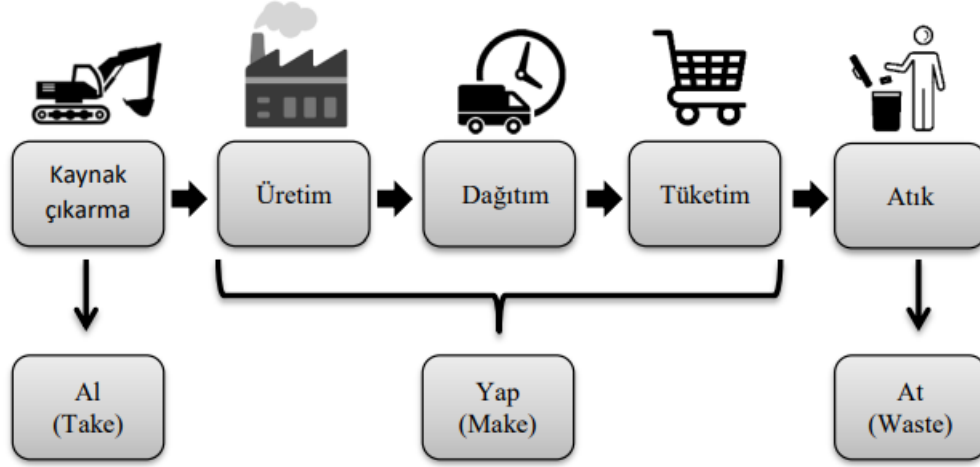 Kaynak
çıkarma
Üretim
Dağıtım
Tüketim
Atık
Al
(Take)
Yap
(Make)
At
(Waste)